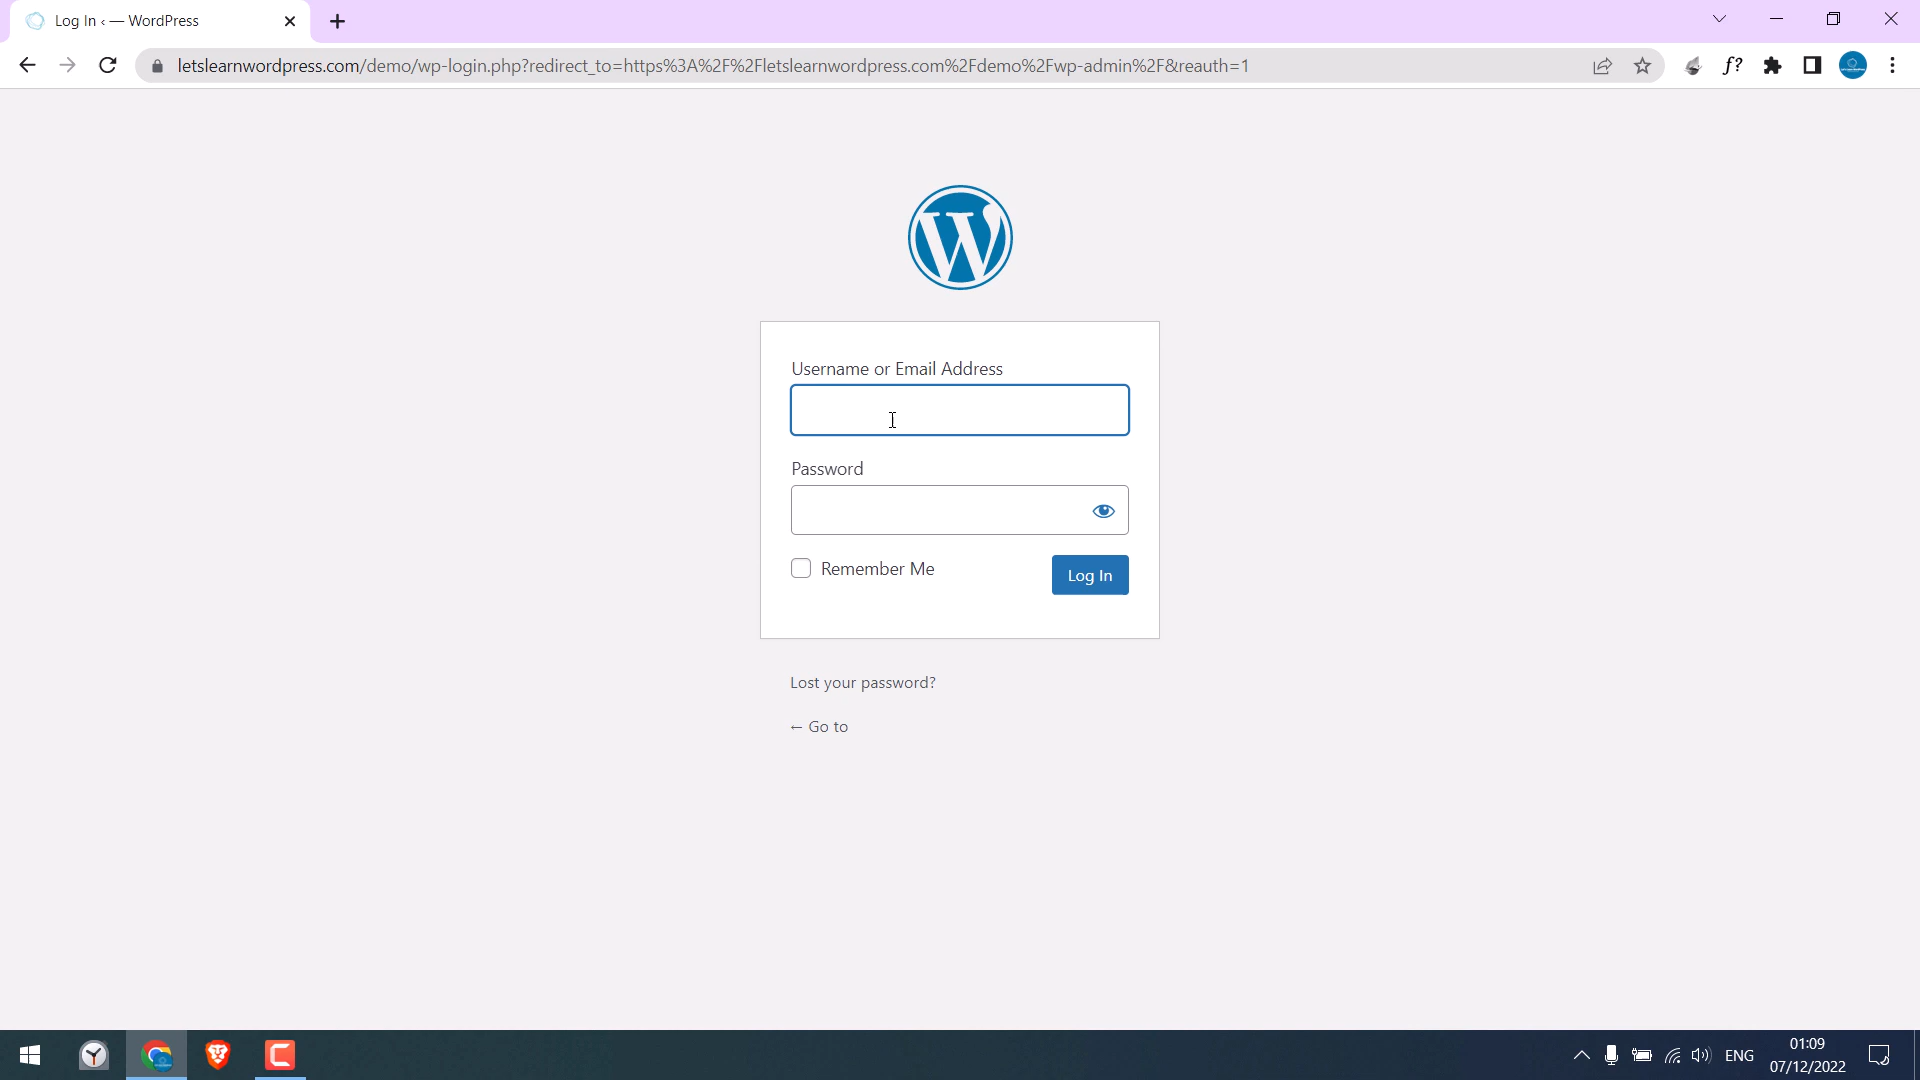 Log In ‹ — WordPress
letslearnwordpress.com/demo/wp-login.php?redirect_to=https%3A%2F%2Fletslearnwordpress.com%2Fdemo%2Fwp-admin%2F&reauth=1
f?
Username or Email Address
Password
Remember Me
Log In
Lost your password?
← Go to
ENG
01:09
07/12/2022